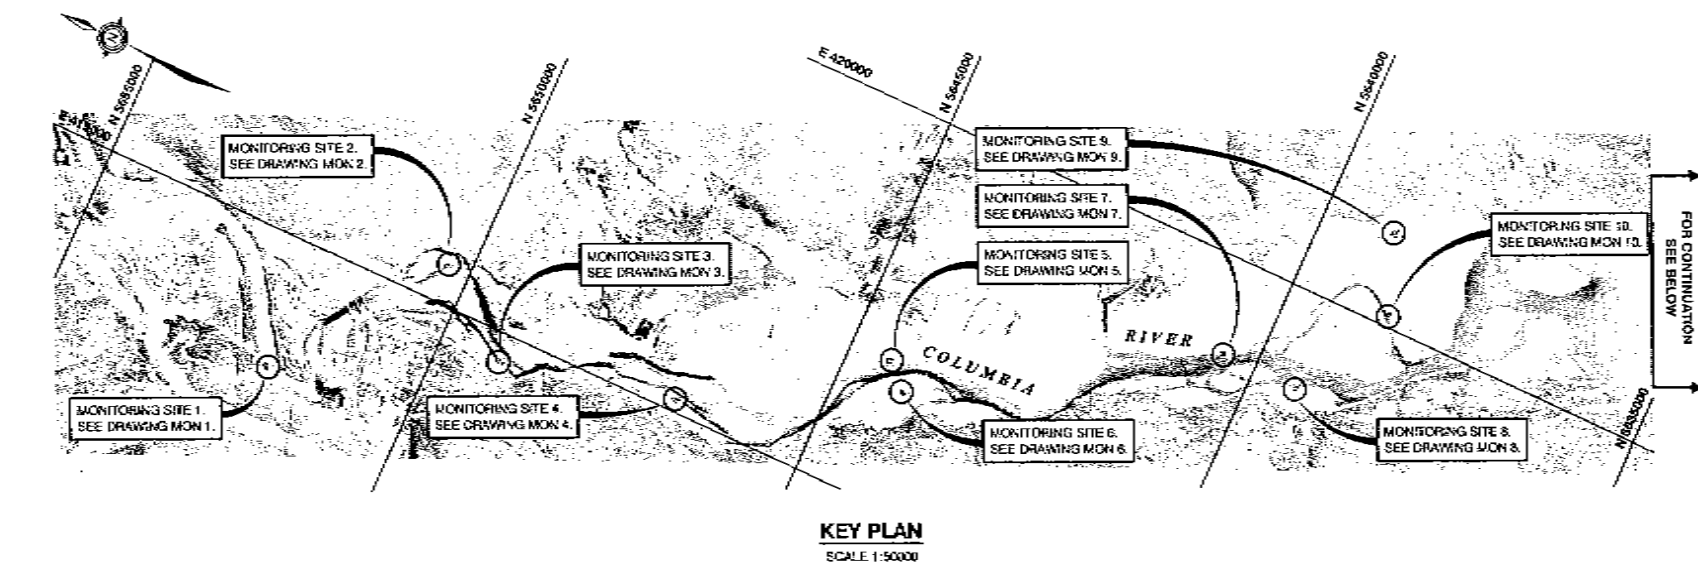 N
N 5685000
E 415000
N 5650000
E 420000
N 5645000
N 5640000
MONITORING SITE 2.
SEE DRAWING MON 2.
MONITORING SITE 9.
SEE DRAWING MON 9.
MONITORING SITE 7.
SEE DRAWING MON 7.
MONITORING SITE 10.
SEE DRAWING MON 10.
MONITORING SITE 3.
SEE DRAWING MON 3.
MONITORING SITE 5.
SEE DRAWING MON 5.
FOR CONTINUATION
SEE BELOW
COLUMBIA
RIVER
MONITORING SITE 1.
SEE DRAWING MON 1.
MONITORING SITE 4.
SEE DRAWING MON 4.
MONITORING SITE 6.
SEE DRAWING MON 6.
MONITORING SITE 8.
SEE DRAWING MON 8.
N 5635000
KEY PLAN
SCALE 1:50000